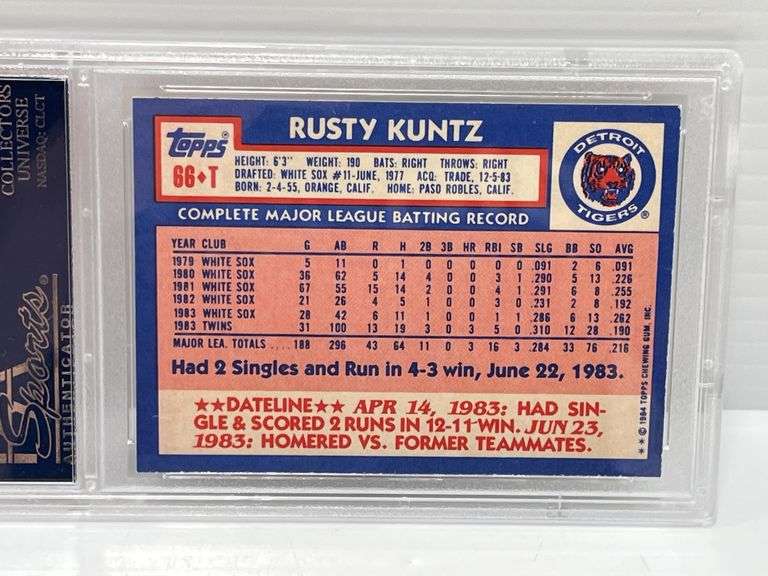 COLLECTORS
UNIVERSE
NASDAQ: CLCT
Sports
AUTHENTICATOR
topps®
66♦T
RUSTY KUNTZ
HEIGHT: 6'3" WEIGHT: 190 BATS: RIGHT THROWS: RIGHT
DRAFTED: WHITE SOX #11-JUNE, 1977 ACQ: TRADE, 12-5-83
BORN: 2-4-55, ORANGE, CALIF. HOME: PASO ROBLES, CALIF.
DETROIT
TIGERS®
COMPLETE MAJOR LEAGUE BATTING RECORD
YEAR CLUB G AB R H 2B 3B HR RBI SB SLG BB SO AVG
1979 WHITE SOX 5 11 0 1 0 0 0 0 0 .091 2 6 .091
1980 WHITE SOX 36 62 5 14 4 0 0 3 1 .290 5 13 .226
1981 WHITE SOX 67 55 15 14 2 0 0 4 1 .291 6 8 .255
1982 WHITE SOX 21 26 4 5 1 0 0 3 0 .231 2 8 .192
1983 WHITE SOX 28 42 6 11 1 0 0 1 1 .286 6 13 .262
1983 TWINS 31 100 13 19 3 0 3 5 0 .310 12 28 .190
MAJOR LEA. TOTALS.... 188 296 43 64 11 0 3 16 3 .284 33 76 .216
Had 2 Singles and Run in 4-3 win, June 22, 1983.
★★DATELINE★★ APR 14, 1983: HAD SIN-
GLE & SCORED 2 RUNS IN 12-11 WIN. JUN 23,
1983: HOMERED VS. FORMER TEAMMATES.
★ ★ © 1984 TOPPS CHEWING GUM, INC.